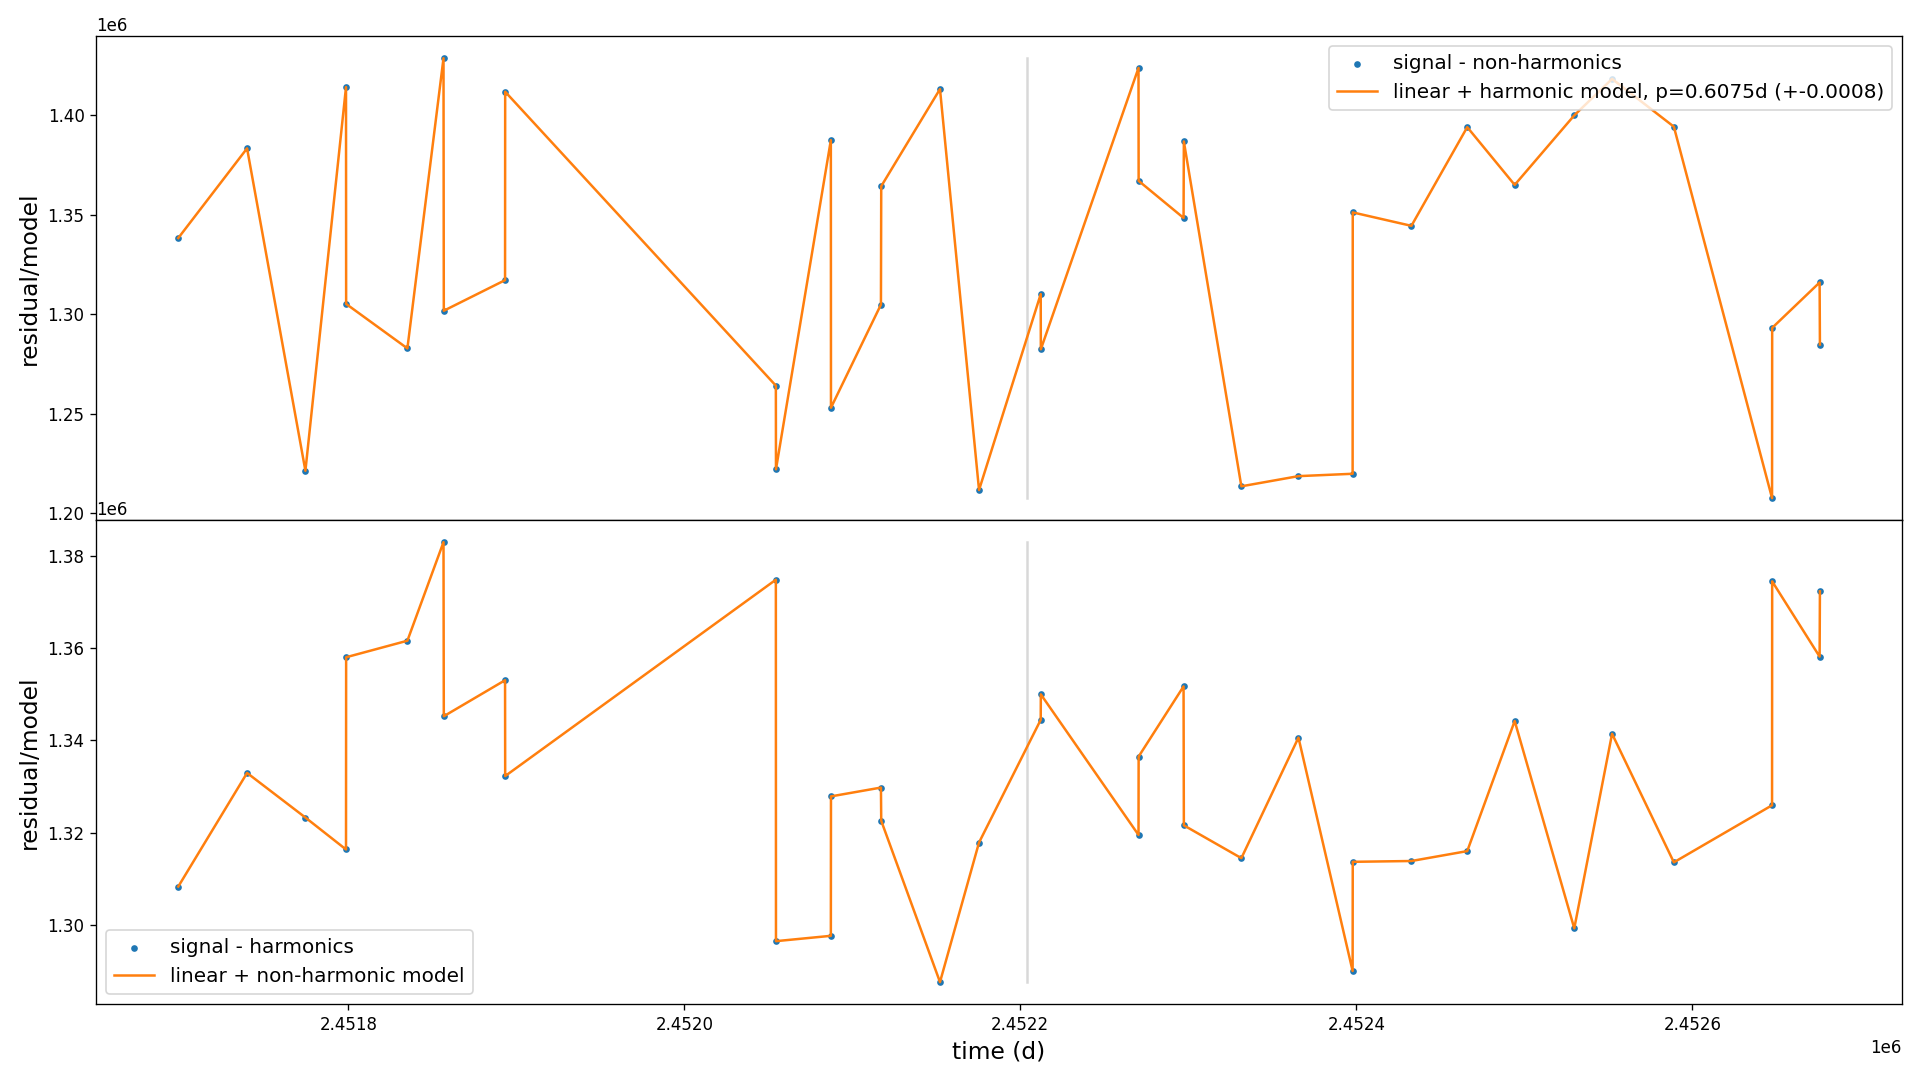 1e6
signal - non-harmonics
linear + harmonic model, p=0.6075d (+-0.0008)
1.40
1.35
1.30
1.25
1.20
residual/model
1e6
1.38
1.36
1.34
1.32
1.30
residual/model
signal - harmonics
linear + non-harmonic model
2.4518
2.4520
2.4522
2.4524
2.4526
time (d)
1e6